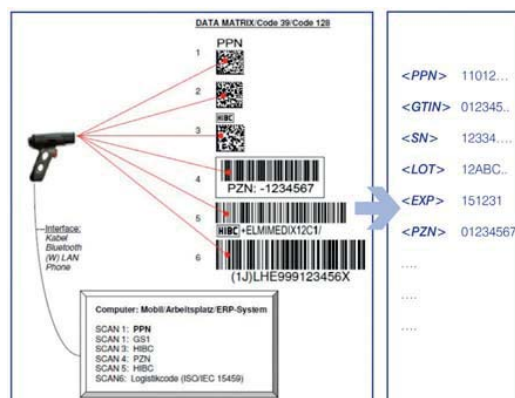 DATA MATRIX/Code 39/Code 128
PPN
1
2
HIBC
3
4
PZN: -1234567
5
HIBC +ELMIMEDIX12C1/
6
(1J)LHE999123456X
Interface:
Kabel
Bluetooth
(W) LAN
Phone
Computer: Mobil/Arbeitsplatz/ERP-System
SCAN 1: PPN
SCAN 1: GS1
SCAN 3: HIBC
SCAN 4: PZN
SCAN 5: HIBC
SCAN6: Logistikcode (ISO/IEC 15459)
<PPN> 11012...
<GTIN> 012345..
<SN> 12334....
<LOT> 12ABC..
<EXP> 151231
<PZN> 01234567
....
....
....